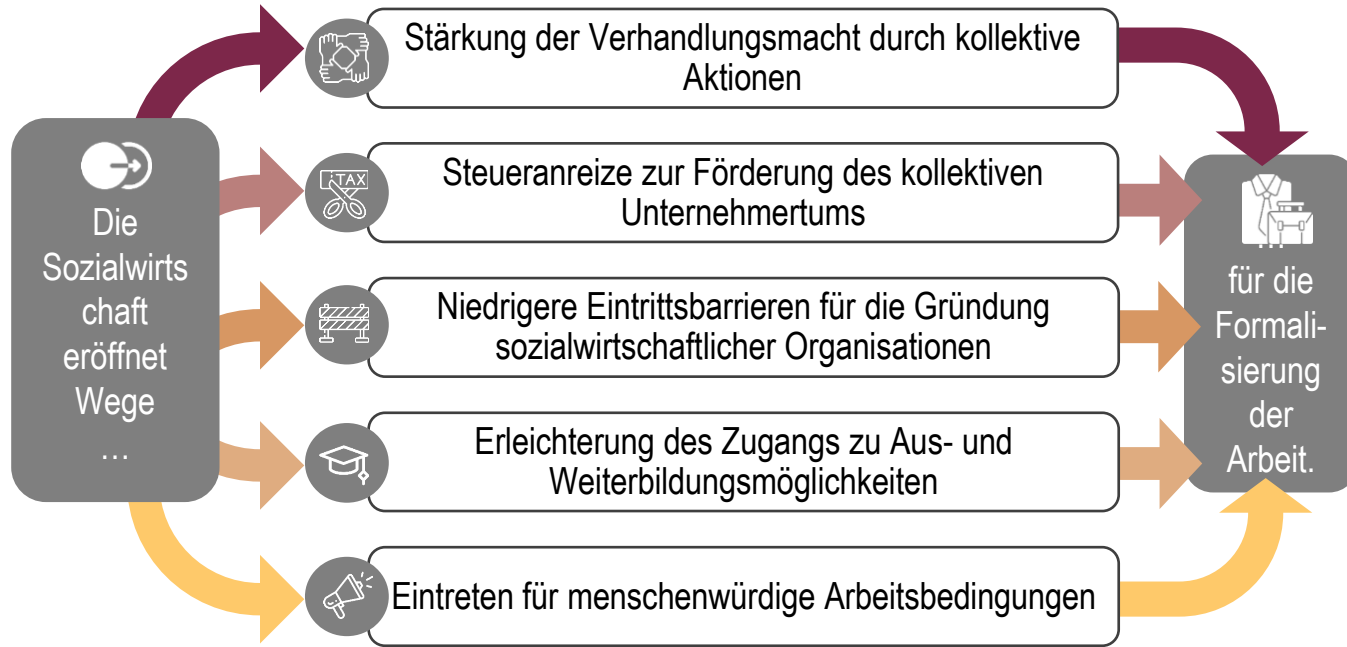 Die
Sozialwirts
chaft
eröffnet
Wege
…
Stärkung der Verhandlungsmacht durch kollektive
Aktionen
TAX
Steueranreize zur Förderung des kollektiven
Unternehmertums
Niedrigere Eintrittsbarrieren für die Gründung
sozialwirtschaftlicher Organisationen
Erleichterung des Zugangs zu Aus- und
Weiterbildungsmöglichkeiten
Eintreten für menschenwürdige Arbeitsbedingungen
…
für die
Formali-
sierung
der
Arbeit.